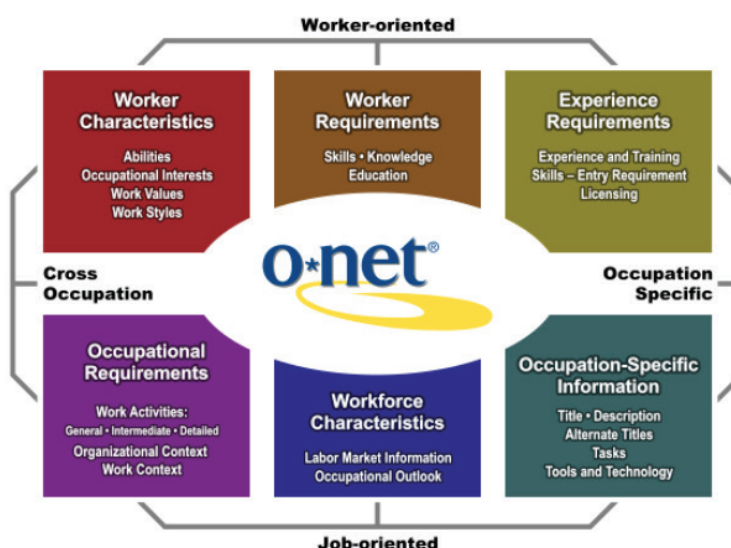 Worker-oriented
Worker
Characteristics
Abilities
Occupational Interests
Work Values
Work Styles
Worker
Requirements
Skills • Knowledge
Education
Experience
Requirements
Experience and Training
Skills – Entry Requirement
Licensing
Cross
Occupation
o*net®
Occupation
Specific
Occupational
Requirements
Work Activities:
General • Intermediate • Detailed
Organizational Context
Work Context
Workforce
Characteristics
Labor Market Information
Occupational Outlook
Occupation-Specific
Information
Title • Description
Alternate Titles
Tasks
Tools and Technology
Job-oriented